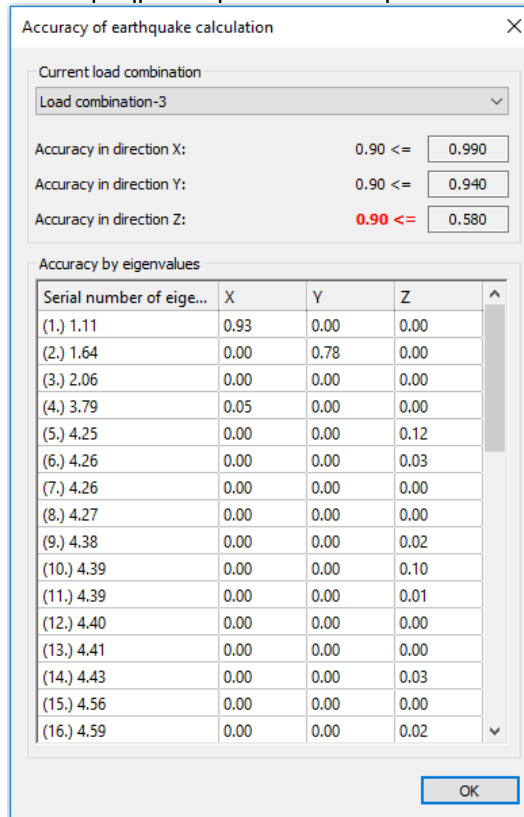 Accuracy of earthquake calculation
Current load combination
Load combination-3
Accuracy in direction X: 0.90 <= 0.990
Accuracy in direction Y: 0.90 <= 0.940
Accuracy in direction Z: 0.90 <= 0.580
Accuracy by eigenvalues
Serial number of eige... X Y Z
(1.) 1.11 0.93 0.00 0.00
(2.) 1.64 0.00 0.78 0.00
(3.) 2.06 0.00 0.00 0.00
(4.) 3.79 0.05 0.00 0.00
(5.) 4.25 0.00 0.00 0.12
(6.) 4.26 0.00 0.00 0.03
(7.) 4.26 0.00 0.00 0.00
(8.) 4.27 0.00 0.00 0.00
(9.) 4.38 0.00 0.00 0.02
(10.) 4.39 0.00 0.00 0.10
(11.) 4.39 0.00 0.00 0.01
(12.) 4.40 0.00 0.00 0.00
(13.) 4.41 0.00 0.00 0.00
(14.) 4.43 0.00 0.00 0.03
(15.) 4.56 0.00 0.00 0.00
(16.) 4.59 0.00 0.00 0.02
OK